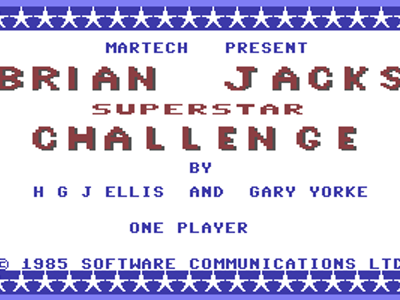 MARTECH PRESENT
BRIAN JACKS
SUPERSTAR
CHALLENGE
BY
H G J ELLIS AND GARY YORKE
ONE PLAYER
© 1985 SOFTWARE COMMUNICATIONS LTD